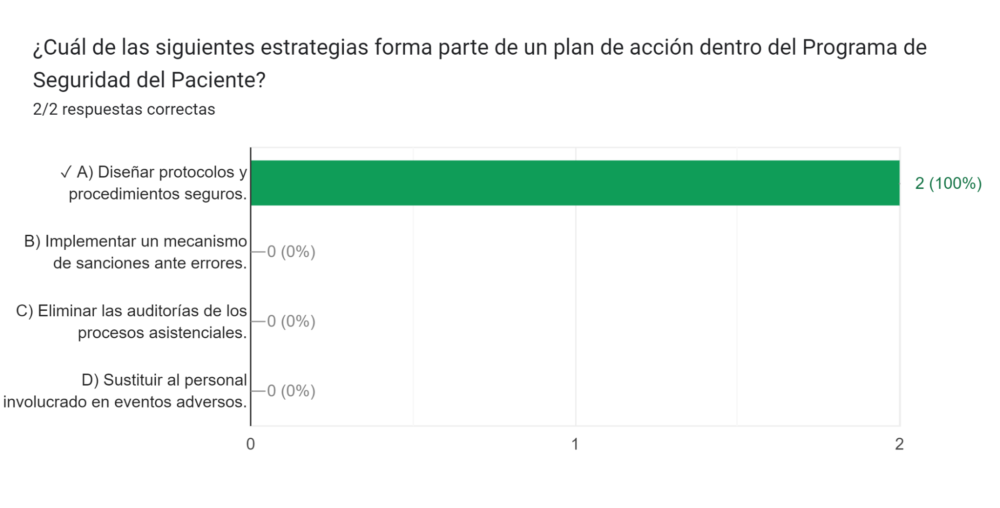 ¿Cuál de las siguientes estrategias forma parte de un plan de acción dentro del Programa de
Seguridad del Paciente?
2/2 respuestas correctas
✓ A) Diseñar protocolos y
procedimientos seguros.
2 (100%)
B) Implementar un mecanismo
de sanciones ante errores.
0 (0%)
C) Eliminar las auditorías de los
procesos asistenciales.
0 (0%)
D) Sustituir al personal
involucrado en eventos adversos.
0 (0%)
0 1 2